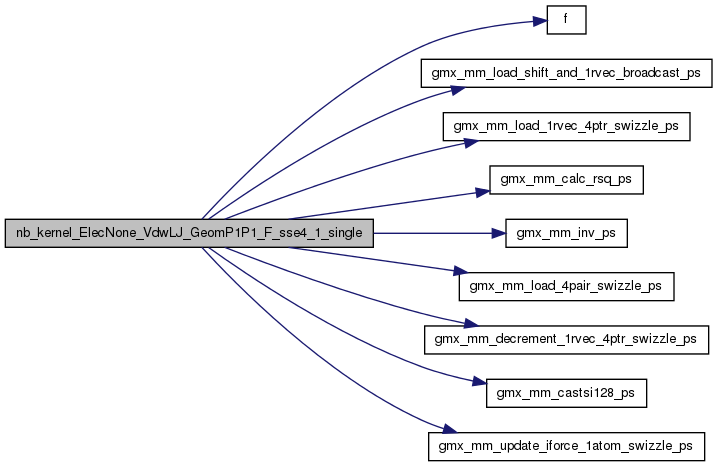 f
gmx_mm_load_shift_and_1rvec_broadcast_ps
gmx_mm_load_1rvec_4ptr_swizzle_ps
gmx_mm_calc_rsq_ps
nb_kernel_ElecNone_VdwLJ_GeomP1P1_F_sse4_1_single
gmx_mm_inv_ps
gmx_mm_load_4pair_swizzle_ps
gmx_mm_decrement_1rvec_4ptr_swizzle_ps
gmx_mm_castsi128_ps
gmx_mm_update_iforce_1atom_swizzle_ps